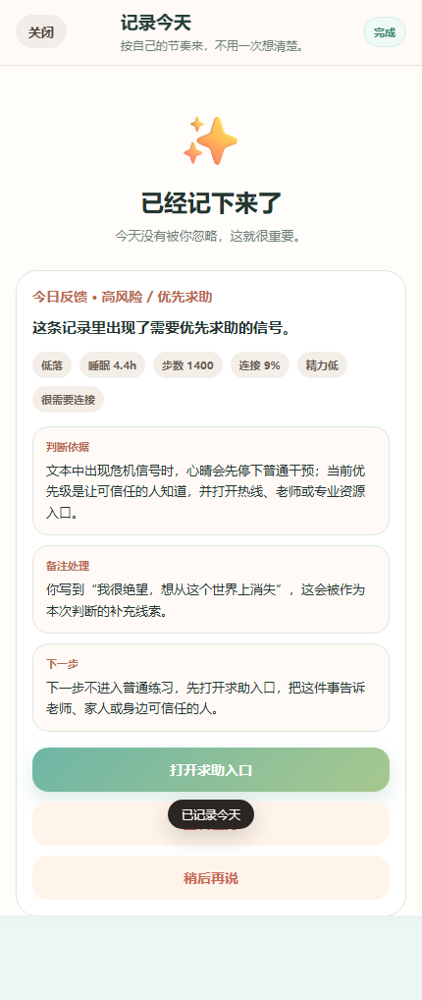 关闭
记录今天
按自己的节奏来，不用一次想清楚。
完成
已经记下来了
今天没有被你忽略，这就很重要。
今日反馈 • 高风险 / 优先求助
这条记录里出现了需要优先求助的信号。
低落
睡眠 4.4h
步数 1400
连接 9%
精力低
很需要连接
判断依据
文本中出现危机信号时，心晴会先停下普通干预；当前优
先级是让可信任的人知道，并打开热线、老师或专业资源
入口。
备注处理
你写到“我很绝望，想从这个世界上消失”，这会被作为
本次判断的补充线索。
下一步
下一步不进入普通练习，先打开求助入口，把这件事告诉
老师、家人或身边可信任的人。
打开求助入口
已记录今天
稍后再说